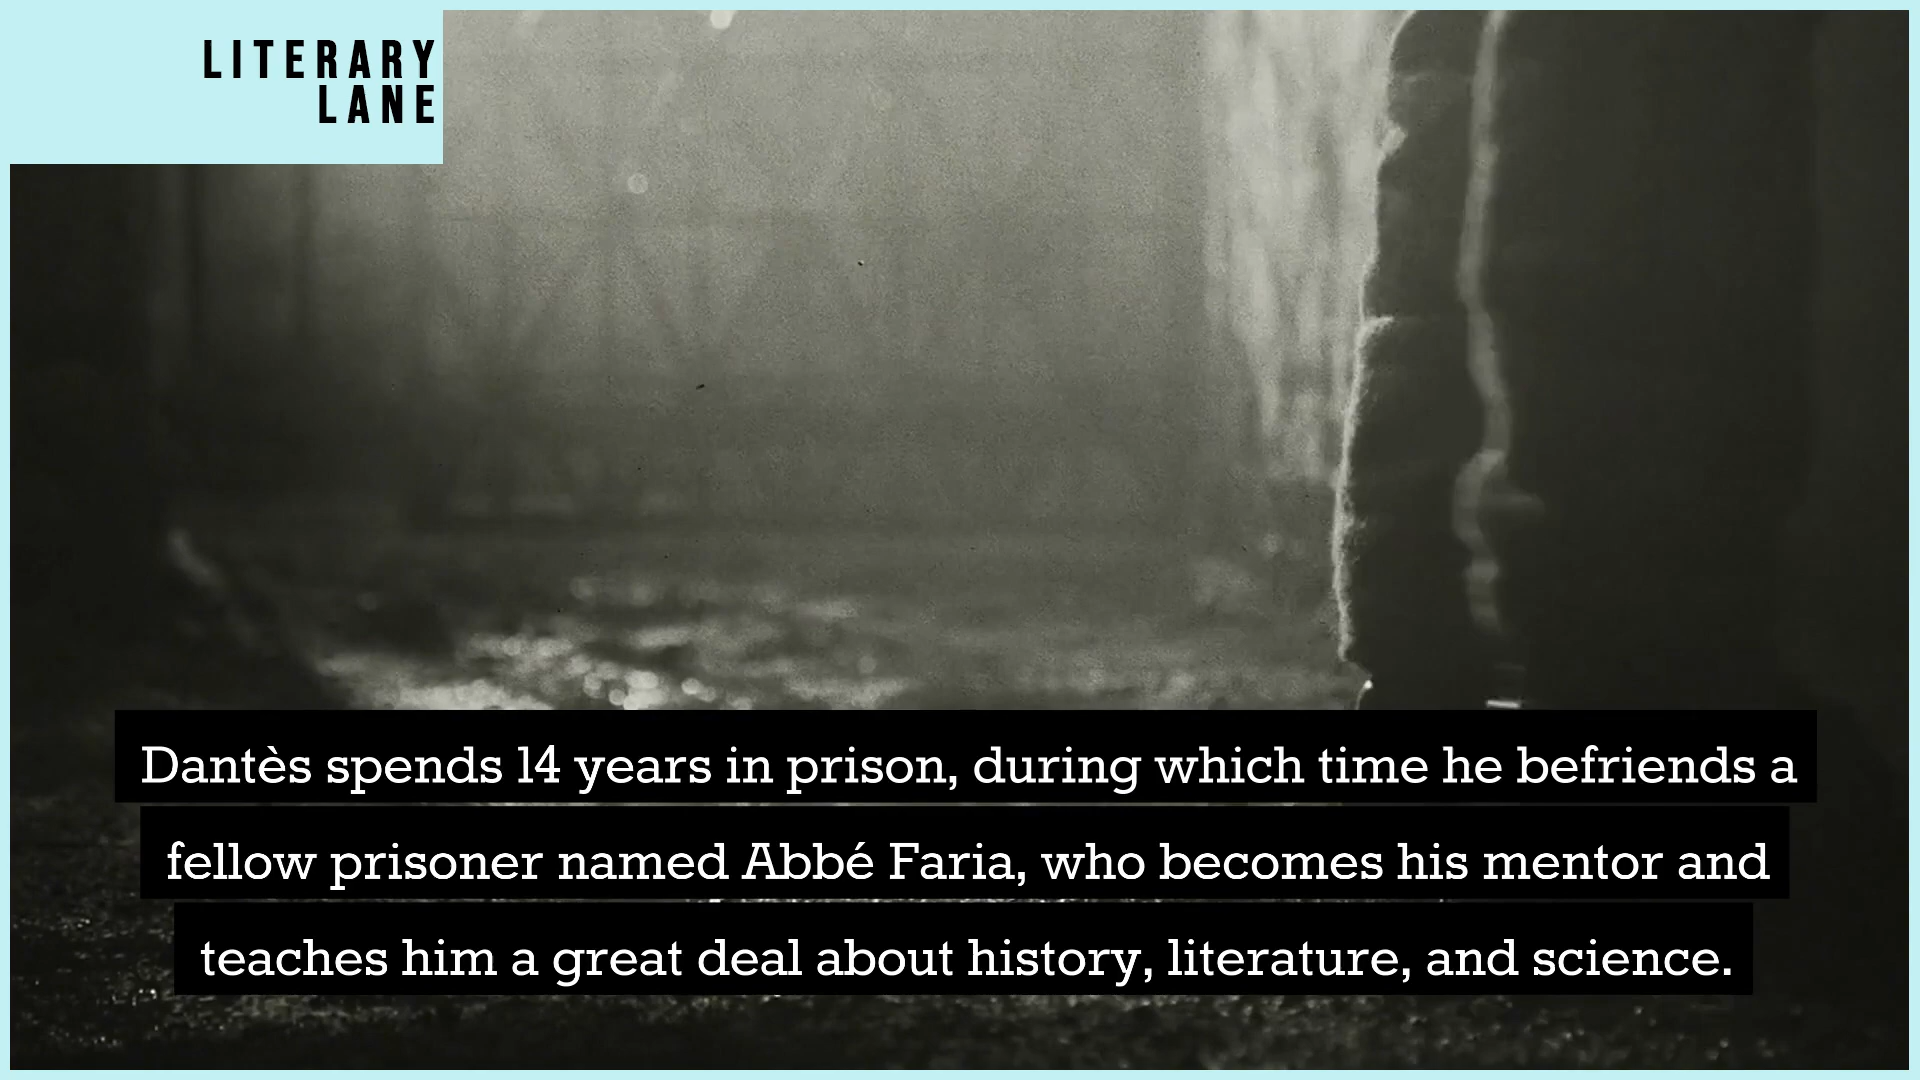 LITERARY
LANE
Dantès spends 14 years in prison, during which time he befriends a
fellow prisoner named Abbé Faria, who becomes his mentor and
teaches him a great deal about history, literature, and science.